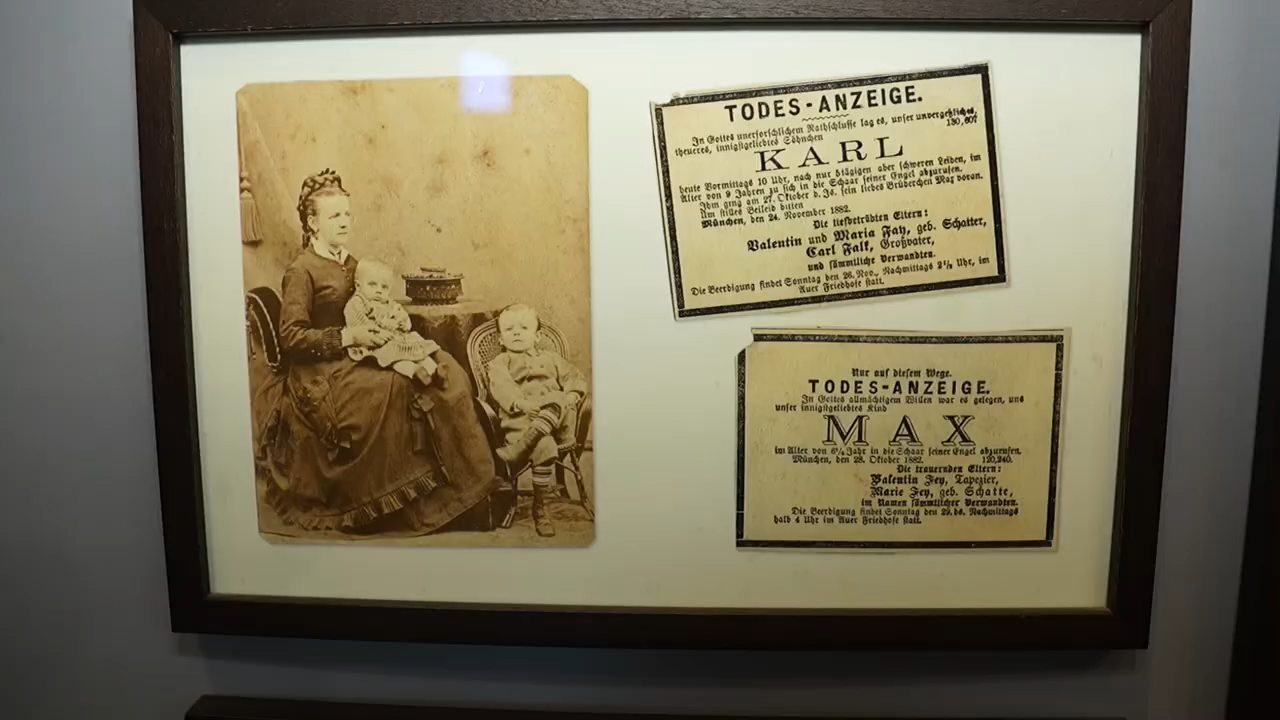 TODES-ANZEIGE.
In Gottes unerforschlichem Rathschlusse lag es, unser unvergeßliches,
theueres, innigstgeliebtes Söhnchen 130,607
KARL
heute Vormittags 10 Uhr, nach nur 5tägigen aber schweren Leiden, im
Alter von 9 Jahren zu sich in die Schaar seiner Engel abzurufen.
Ihm ging am 27. Oktober d. Js. sein liebes Brüderchen Max voran.
Um stilles Beileid bitten
München, den 24. November 1882.
Die tiefbetrübten Eltern:
Valentin und Maria Fay, geb. Schatter,
Carl Falk, Großvater,
und sämmtliche Verwandten.
Die Beerdigung findet Sonntag den 26. Nov., Nachmittags 2½ Uhr, im
Auer Friedhofe statt.
Nur auf diesem Wege.
TODES-ANZEIGE.
In Gottes allmächtigem Willen war es gelegen, uns
unser innigstgeliebtes Kind
MAX
im Alter von 6¼ Jahr in die Schaar seiner Engel abzurufen.
München, den 28. Oktober 1882. 120,240.
Die trauernden Eltern:
Valentin Fey, Tapezier,
Marie Fey, geb. Schatte,
im Namen sämmtlicher Verwandten.
Die Beerdigung findet Sonntag den 29. ds. Nachmittags
halb 4 Uhr im Auer Friedhofe statt.